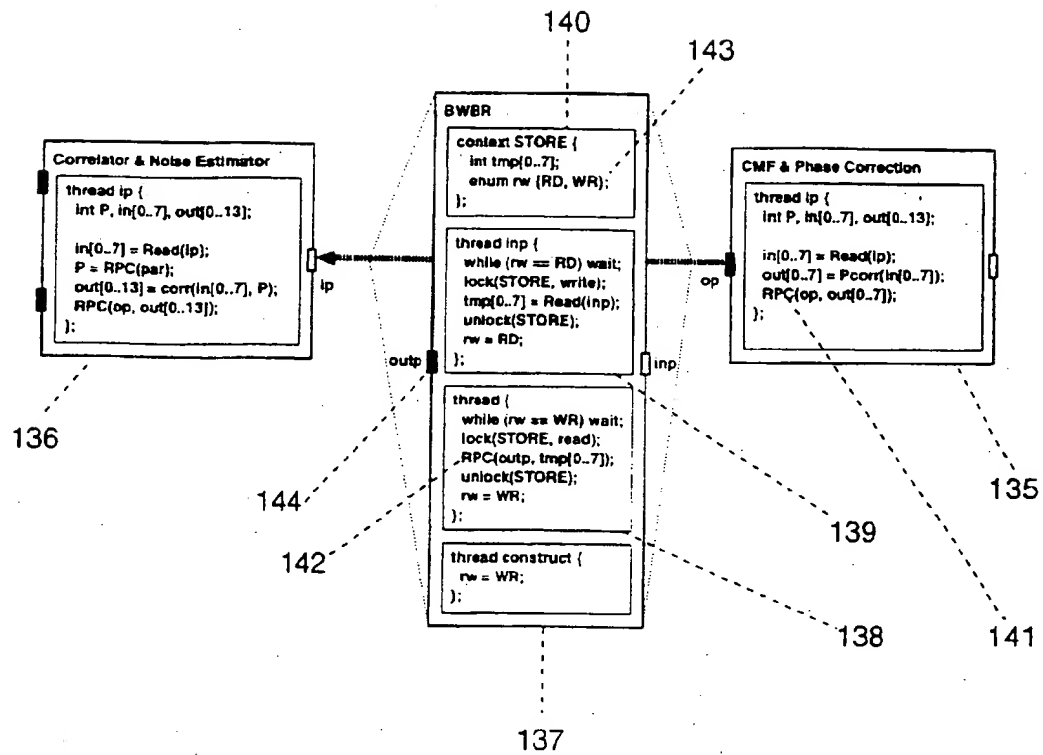 140
143
BWBR
context STORE {
int tmp[0..7];
enum rw {RD, WR};
};
thread inp {
while (rw == RD) wait;
lock(STORE, write);
tmp[0..7] = Read(inp);
unlock(STORE);
rw = RD;
};
thread {
while (rw == WR) wait;
lock(STORE, read);
RPC(outp, tmp[0..7]);
unlock(STORE);
rw = WR;
};
thread construct {
rw = WR;
};
Correlator & Noise Estimator
thread ip {
int P, in[0..7], out[0..13];
in[0..7] = Read(ip);
P = RPC(par);
out[0..13] = corr(in[0..7], P);
RPC(op, out[0..13]);
};
ip
outp
inp
op
CMF & Phase Correction
thread ip {
int P, in[0..7], out[0..13];
in[0..7] = Read(ip);
out[0..7] = Pcorr(in[0..7]);
RPC(op, out[0..7]);
};
136
144
142
139
138
135
141
137